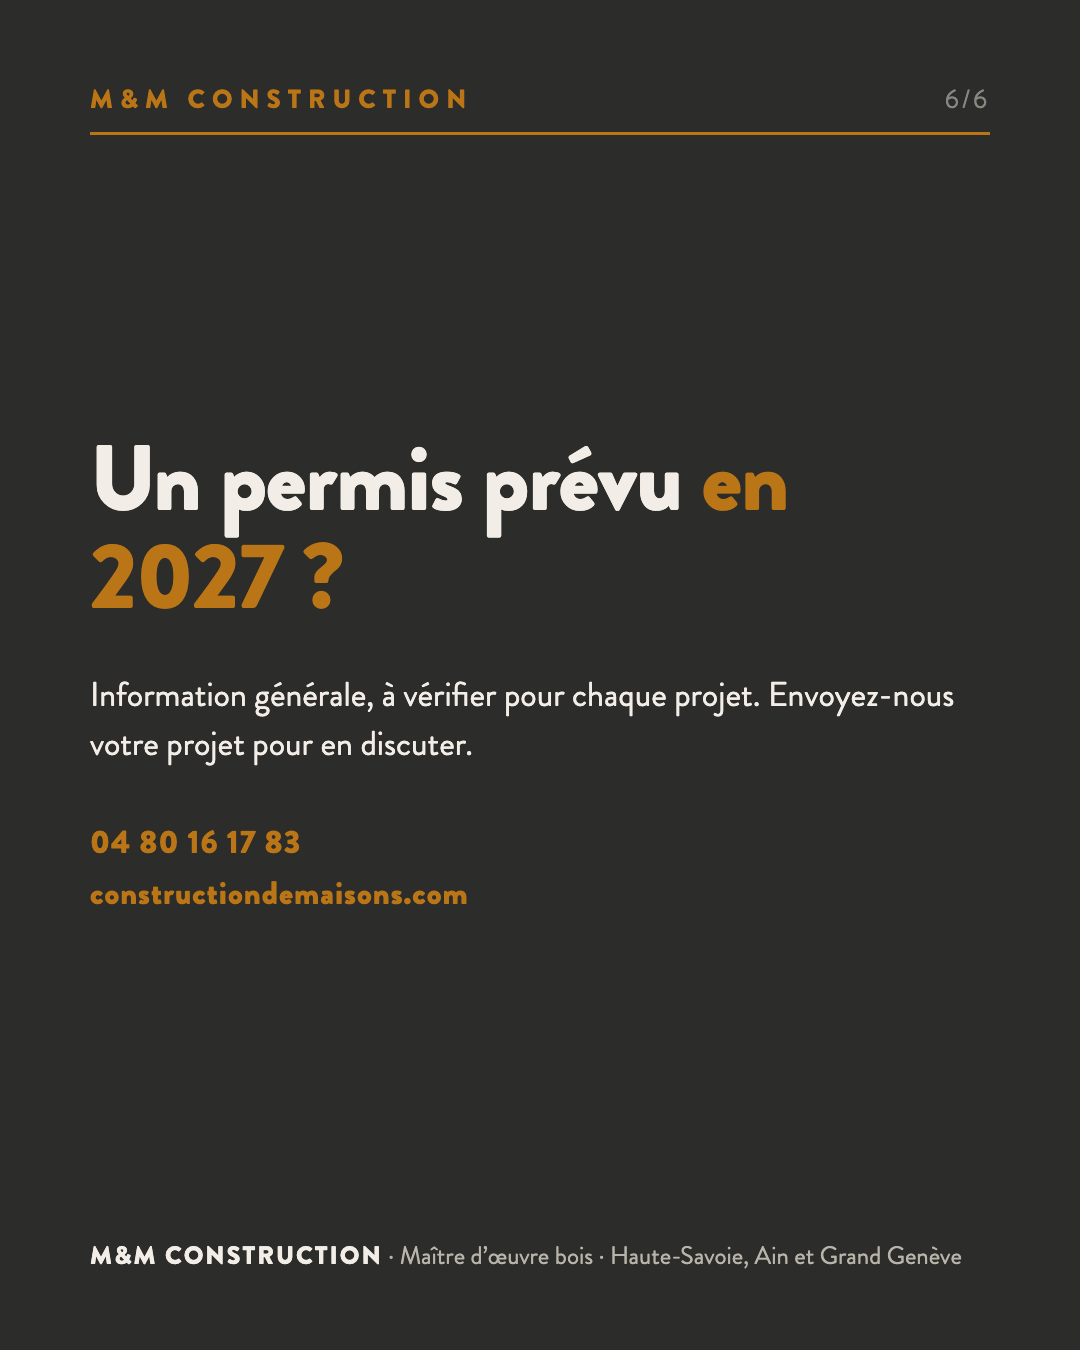 M&M CONSTRUCTION 6/6
Un permis prévu en
2027 ?
Information générale, à vérifier pour chaque projet. Envoyez-nous
votre projet pour en discuter.
04 80 16 17 83
constructiondemaisons.com
M&M CONSTRUCTION · Maître d’œuvre bois · Haute-Savoie, Ain et Grand Genève